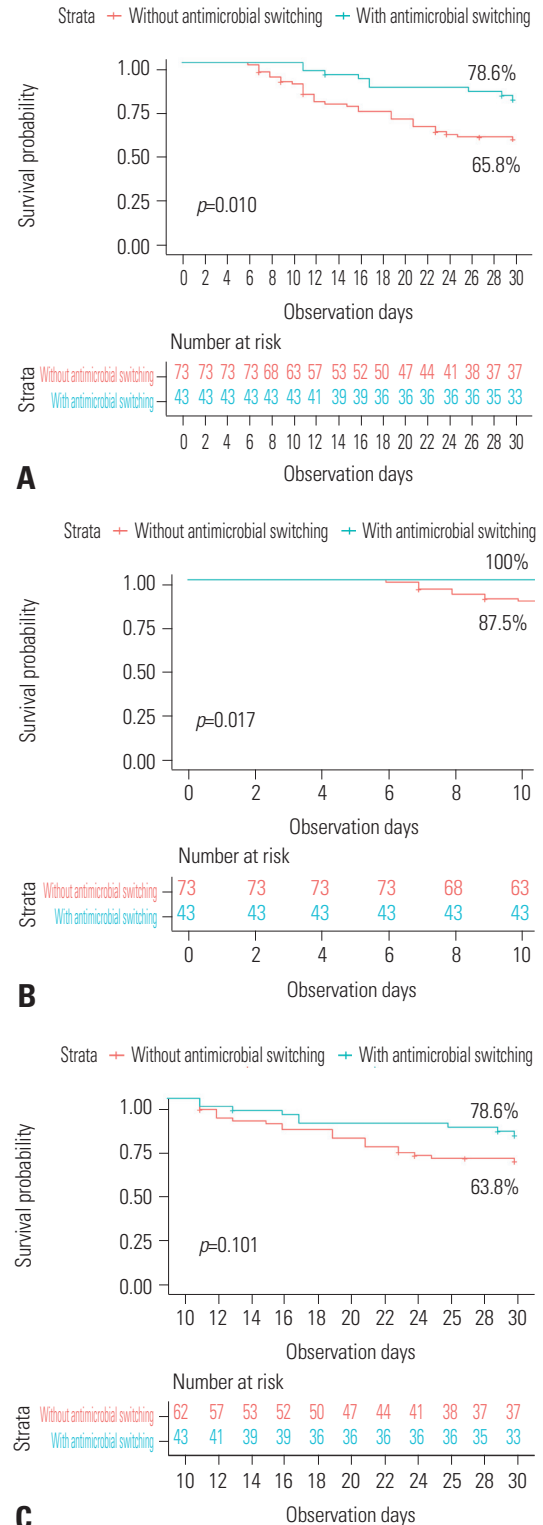 Strata Without antimicrobial switching With antimicrobial switching
1.00
0.75
0.50
0.25
0.00
Survival probability
78.6%
65.8%
p=0.010
0 2 4 6 8 10 12 14 16 18 20 22 24 26 28 30
Observation days
Number at risk
Strata
Without antimicrobial switching 73 73 73 73 68 63 57 53 52 50 47 44 41 38 37 37
With antimicrobial switching 43 43 43 43 43 43 41 39 39 36 36 36 36 36 35 33
0 2 4 6 8 10 12 14 16 18 20 22 24 26 28 30
Observation days
A
Strata Without antimicrobial switching With antimicrobial switching
1.00
0.75
0.50
0.25
0.00
Survival probability
100%
87.5%
p=0.017
0 2 4 6 8 10
Observation days
Number at risk
Strata
Without antimicrobial switching 73 73 73 73 68 63
With antimicrobial switching 43 43 43 43 43 43
0 2 4 6 8 10
Observation days
B
Strata Without antimicrobial switching With antimicrobial switching
1.00
0.75
0.50
0.25
0.00
Survival probability
78.6%
63.8%
p=0.101
10 12 14 16 18 20 22 24 25 28 30
Observation days
Number at risk
Strata
Without antimicrobial switching 62 57 53 52 50 47 44 41 38 37 37
With antimicrobial switching 43 41 39 39 36 36 36 36 36 35 33
10 12 14 16 18 20 22 24 25 28 30
Observation days
C